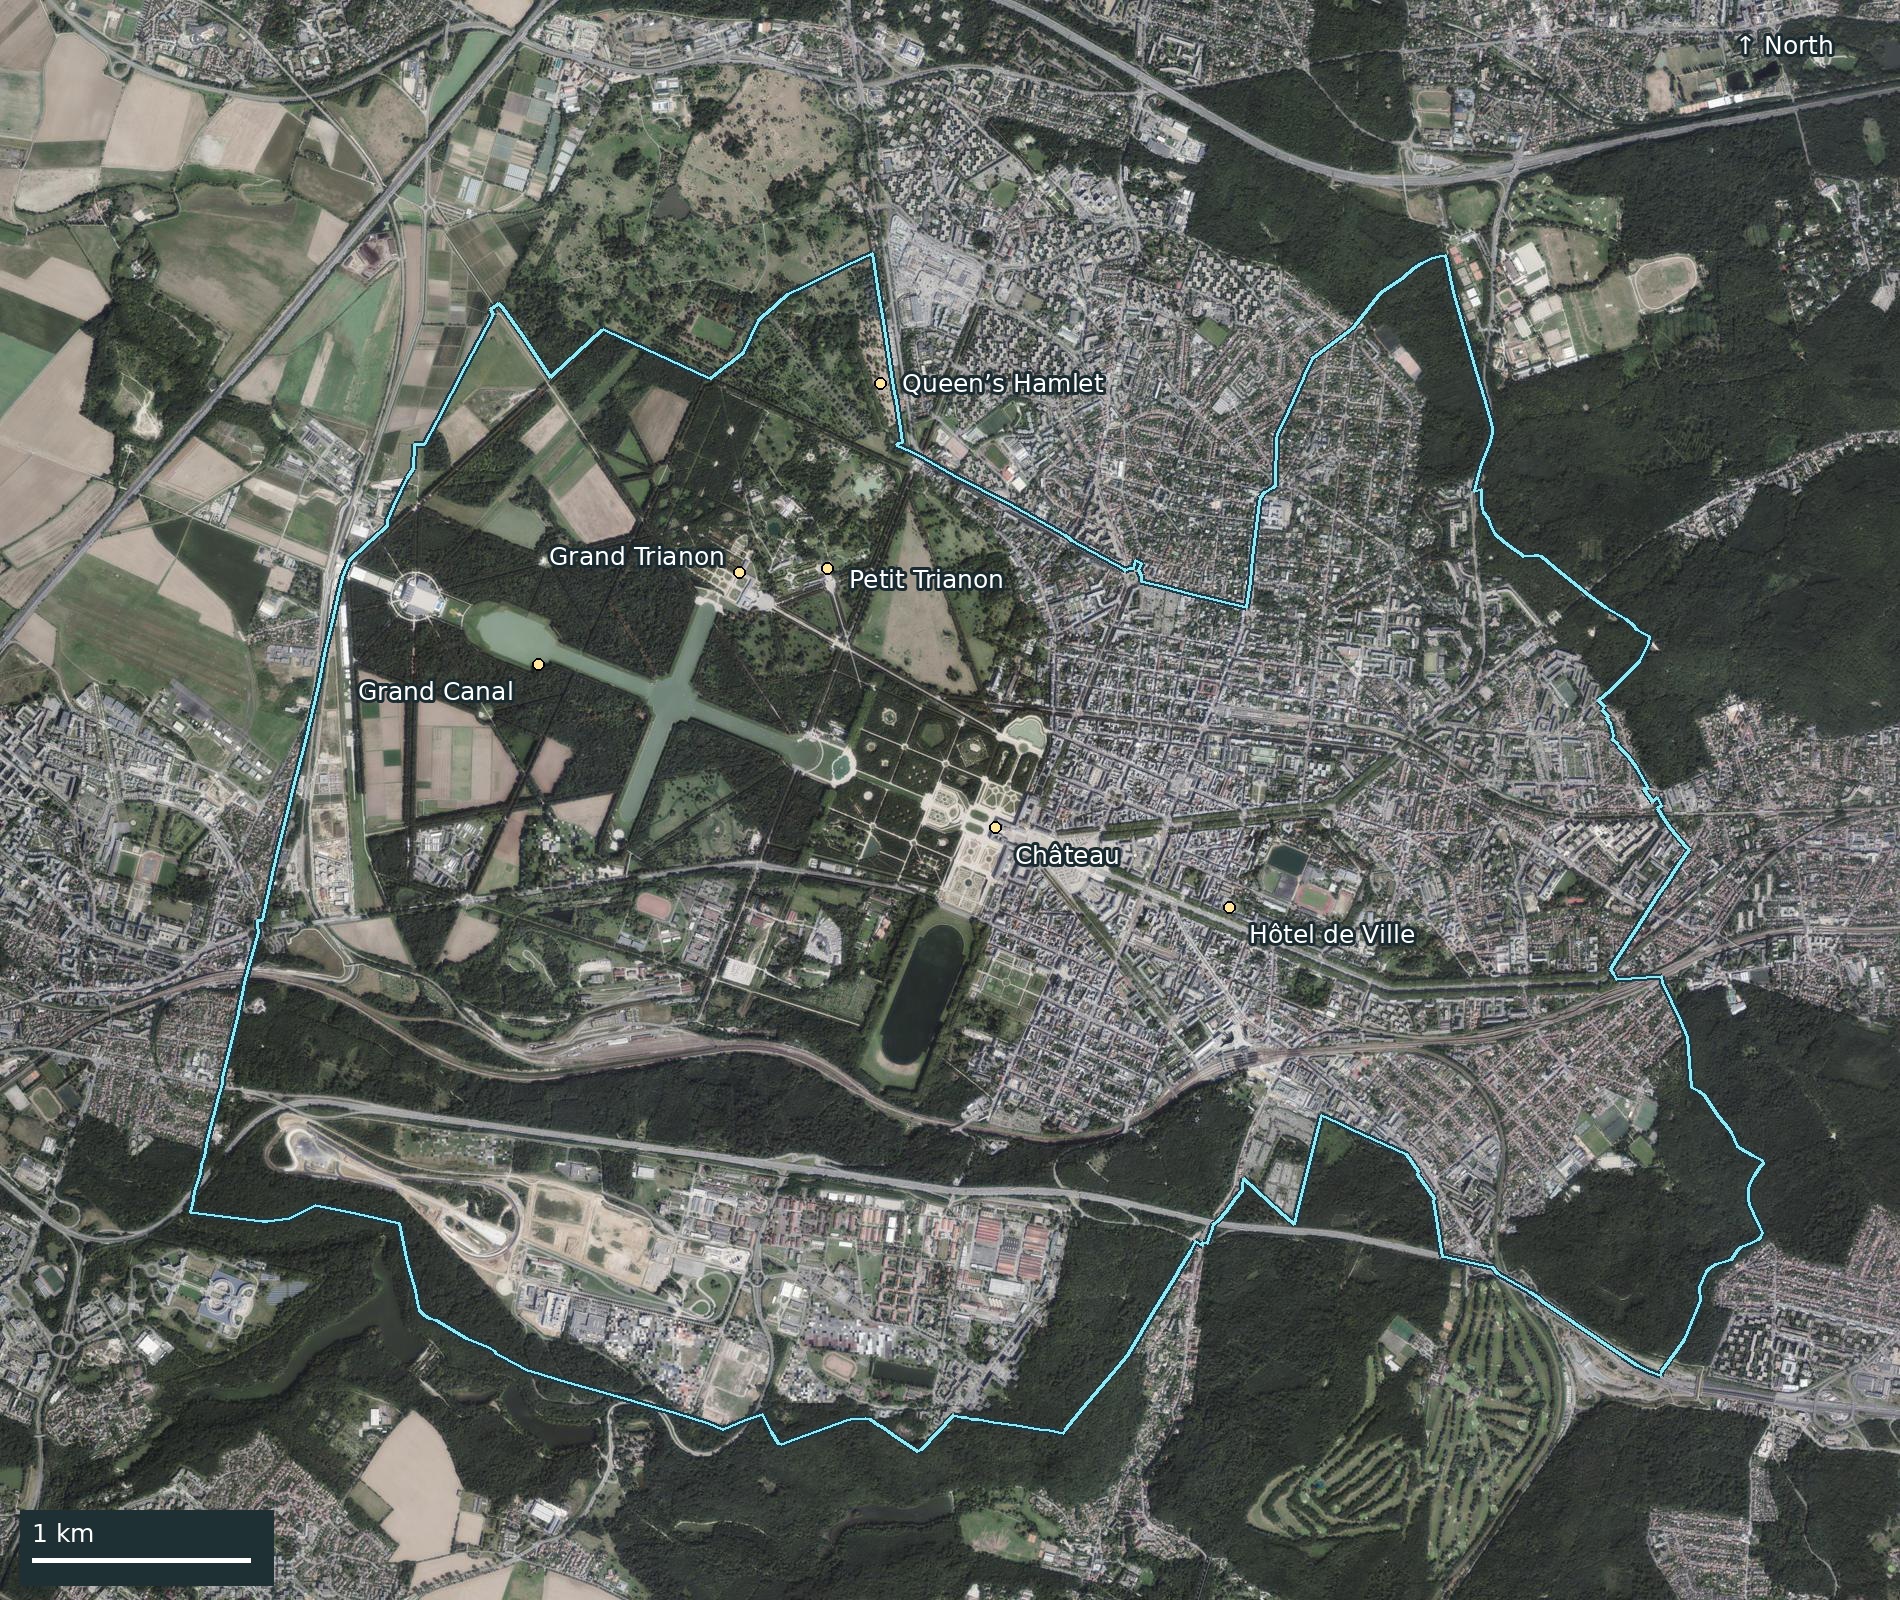 ↑ North
Queen’s Hamlet
Grand Trianon
Petit Trianon
Grand Canal
Château
Hôtel de Ville
1 km